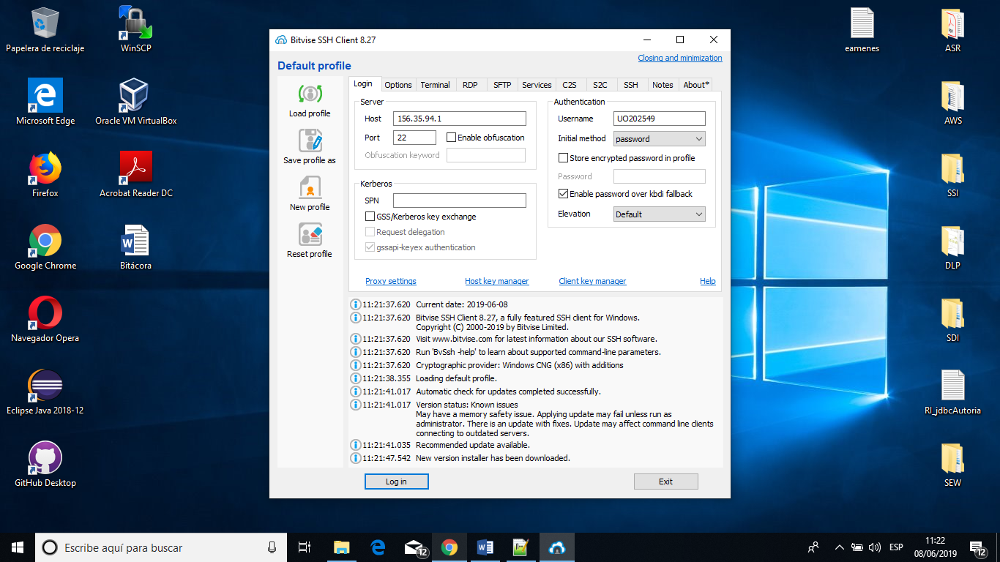 Papelera de reciclaje
WinSCP
Microsoft Edge
Oracle VM VirtualBox
Firefox
Acrobat Reader DC
Google Chrome
Bitácora
Navegador Opera
Eclipse Java 2018-12
GitHub Desktop
Bitvise SSH Client 8.27
Closing and minimization
Default profile
Load profile
Save profile as
New profile
Reset profile
Login Options Terminal RDP SFTP Services C2S S2C SSH Notes About*
Server
Host 156.35.94.1
Port 22 Enable obfuscation
Obfuscation keyword
Kerberos
SPN
GSS/Kerberos key exchange
Request delegation
gssapi-keyex authentication
Authentication
Username UO202549
Initial method password
Store encrypted password in profile
Password
Enable password over kbdi fallback
Elevation Default
Proxy settings Host key manager Client key manager Help
11:21:37.620 Current date: 2019-06-08
11:21:37.620 Bitvise SSH Client 8.27, a fully featured SSH client for Windows.
Copyright (C) 2000-2019 by Bitvise Limited.
11:21:37.620 Visit www.bitvise.com for latest information about our SSH software.
11:21:37.620 Run 'BvSsh -help' to learn about supported command-line parameters.
11:21:37.620 Cryptographic provider: Windows CNG (x86) with additions
11:21:38.355 Loading default profile.
11:21:41.017 Automatic check for updates completed successfully.
11:21:41.017 Version status: Known issues
May have a memory safety issue. Applying update may fail unless run as
administrator. There is an update with fixes. Update may affect command line clients
connecting to outdated servers.
11:21:41.035 Recommended update available.
11:21:47.542 New version installer has been downloaded.
Log in Exit
eamenes
ASR
AWS
SSI
DLP
SDI
RI_jdbcAutoria
SEW
Escribe aquí para buscar
12
ESP
11:22
08/06/2019
12